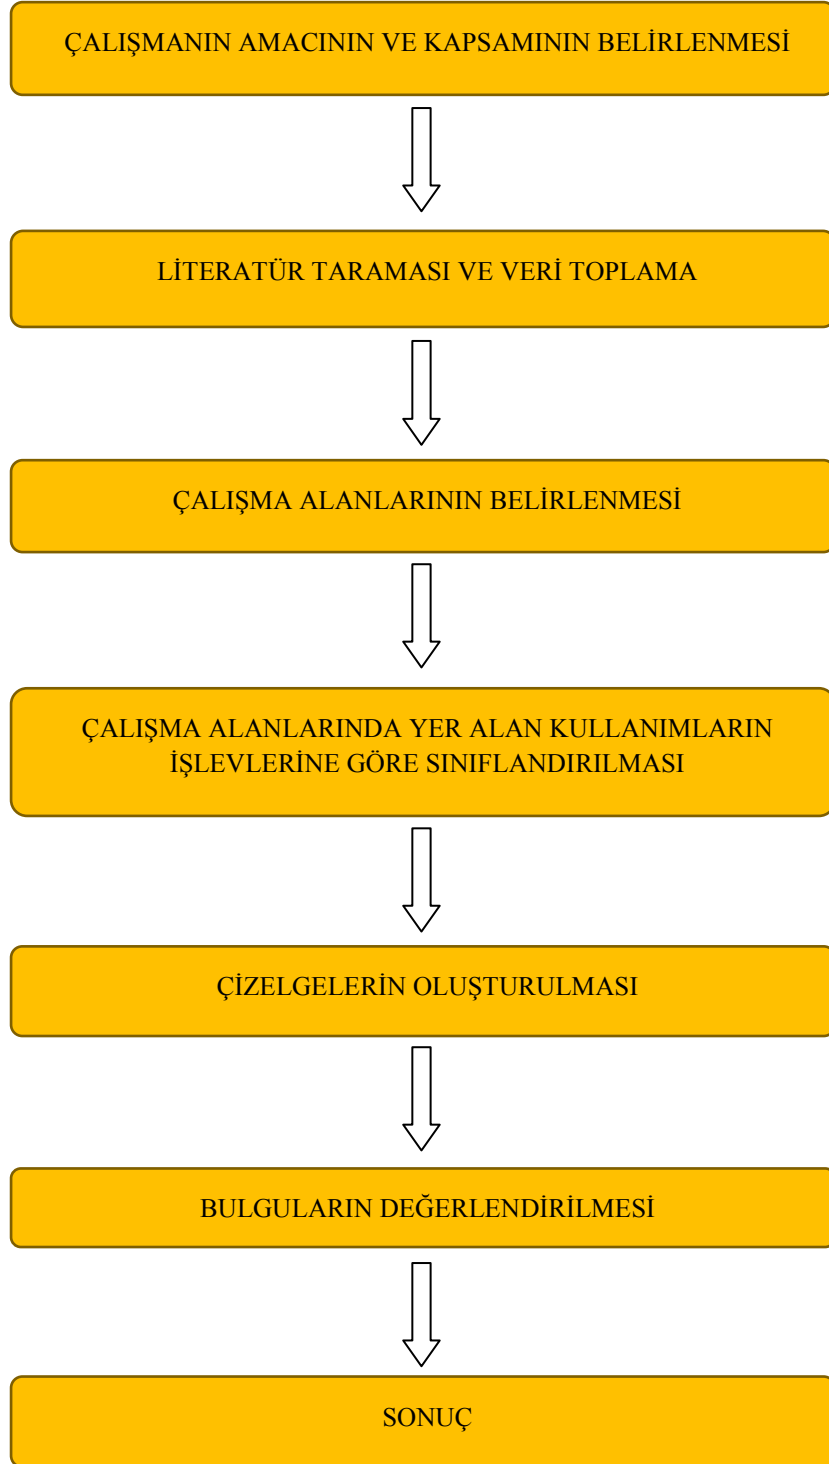 ÇALIŞMANIN AMACININ VE KAPSAMININ BELİRLENMESİ
LİTERATÜR TARAMASI VE VERİ TOPLAMA
ÇALIŞMA ALANLARININ BELİRLENMESİ
ÇALIŞMA ALANLARINDA YER ALAN KULLANIMLARIN
İŞLEVLERİNE GÖRE SINIFLANDIRILMASI
ÇİZELGELERİN OLUŞTURULMASI
BULGULARIN DEĞERLENDİRİLMESİ
SONUÇ